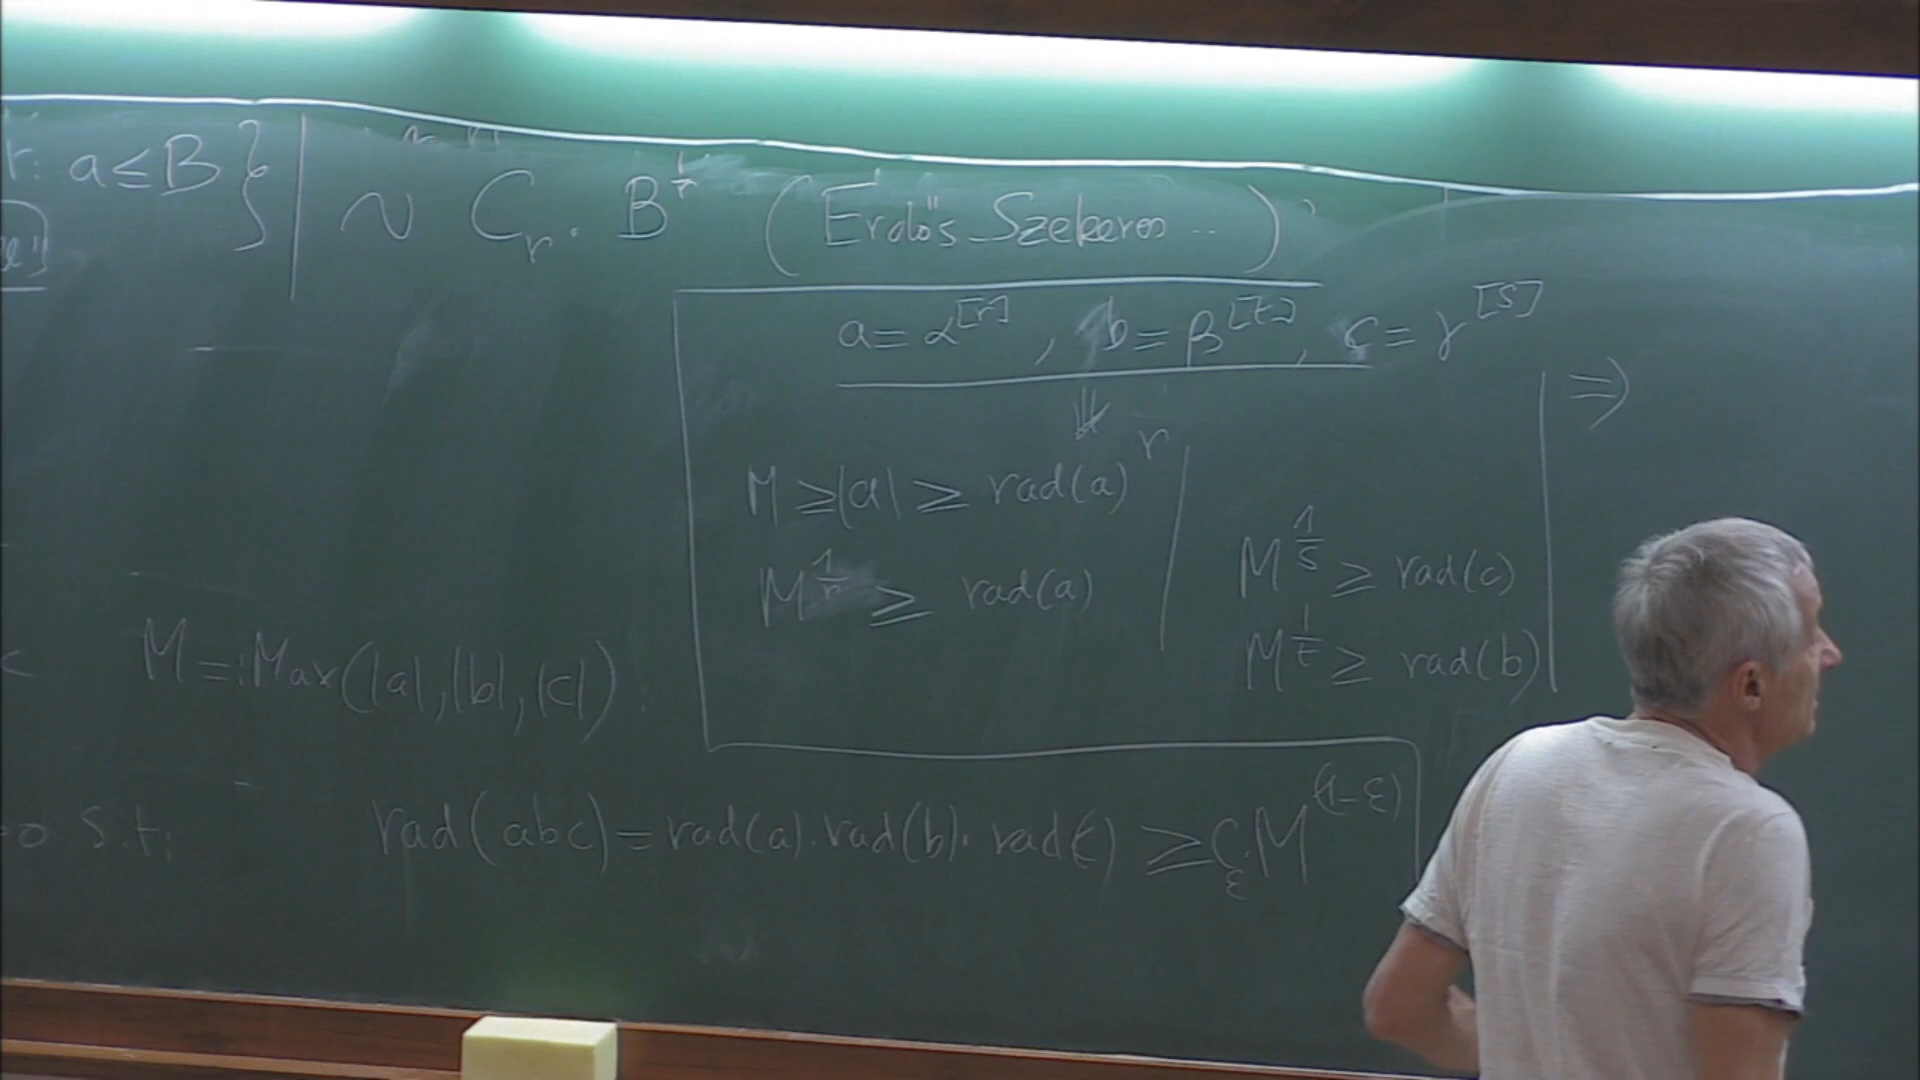 r: a≤B }| ~ C_r · B^{1/r} (Erdős Szekeres ..)
a = α^{[r]}, b = β^{[t]}, c = γ^{[s]}
⇓
M ≥ |a| ≥ rad(a)^r
M^{1/r} ≥ rad(a)
M^{1/s} ≥ rad(c)
M^{1/t} ≥ rad(b)
⇒
M =: Max(|a|, |b|, |c|).
s.t: rad(abc) = rad(a). rad(b). rad(c) ≥ C_ε. M^{(1-ε)}